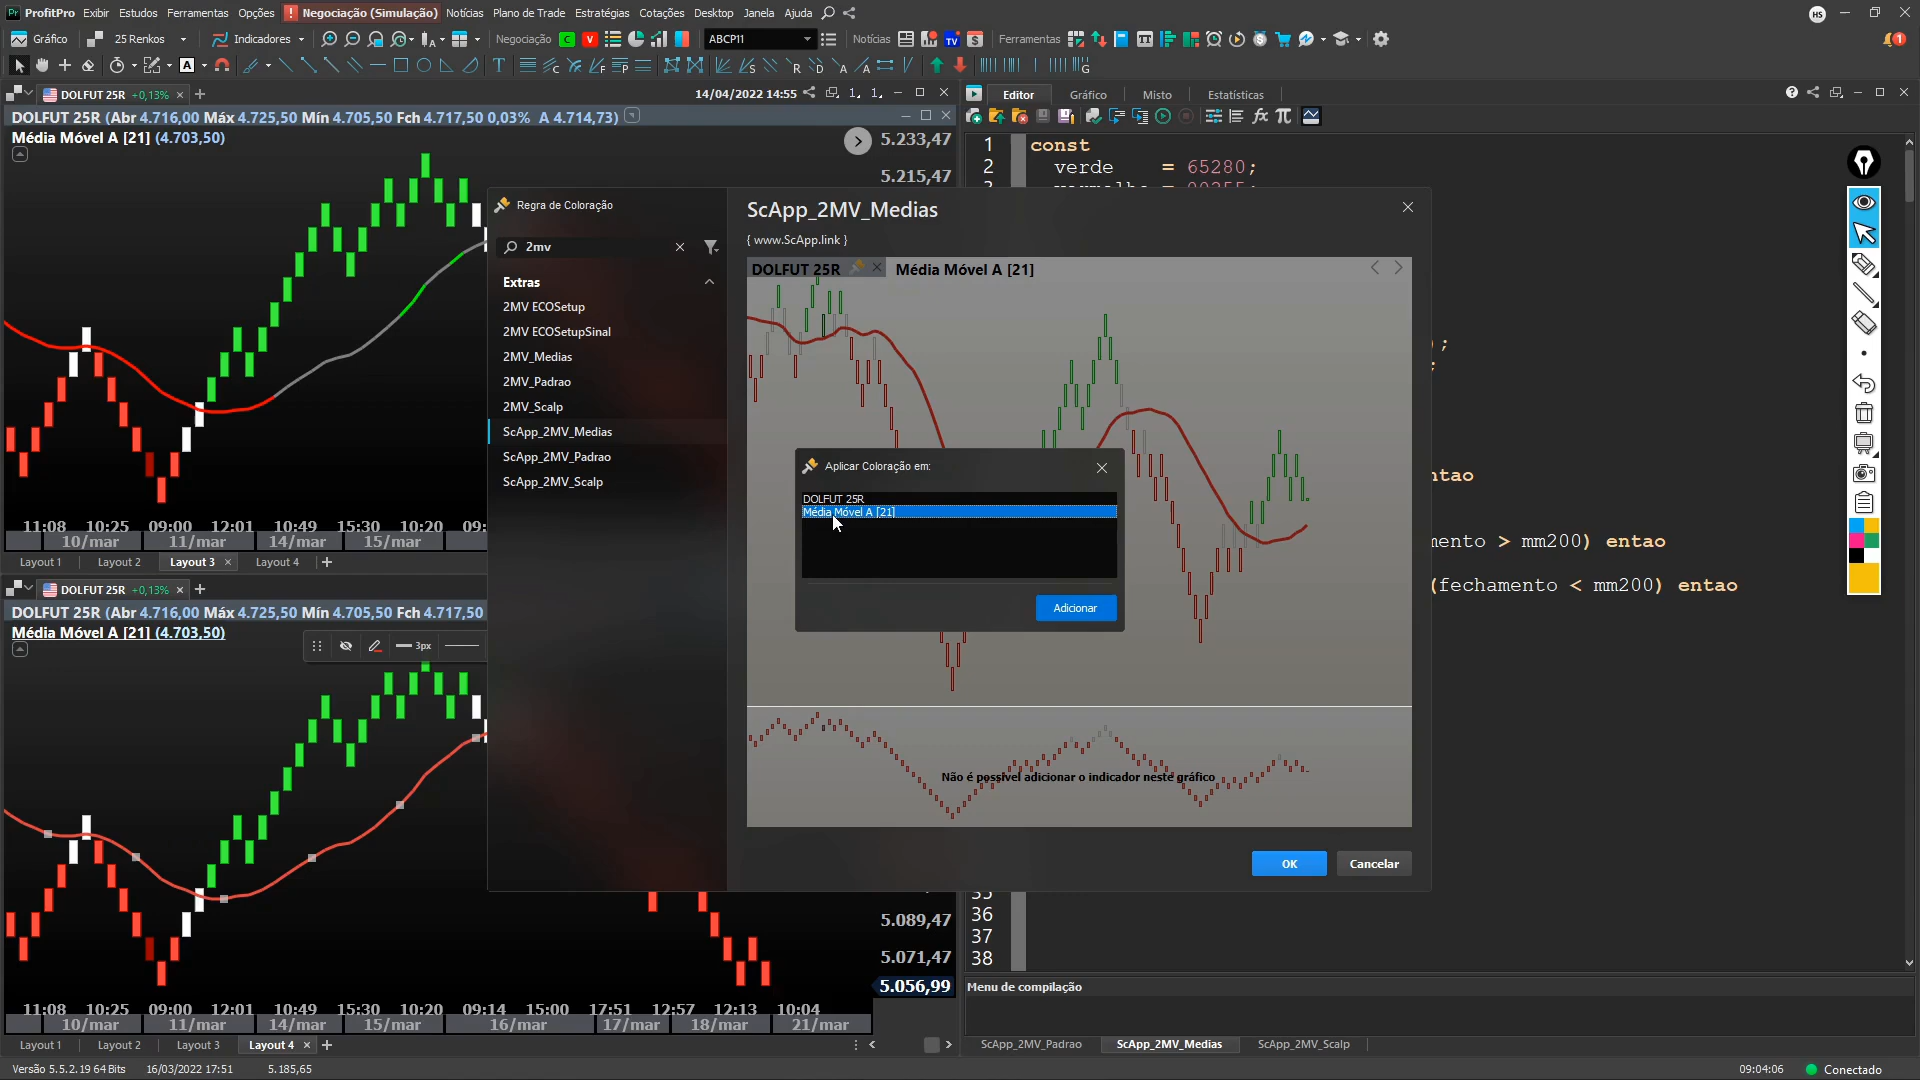 ProfitPro Exibir Estudos Ferramentas Opções ! Negociação (Simulação) Notícias Plano de Trade Estratégias Cotações Desktop Janela Ajuda HS
Gráfico 25 Renkos Indicadores Negociação C V ABCP11 Notícias TV Ferramentas 1
DOLFUT 25R +0,13% × + 14/04/2022 14:55
DOLFUT 25R (Abr 4.716,00 Máx 4.725,50 Mín 4.705,50 Fch 4.717,50 0,03% A 4.714,73)
Média Móvel A [21] (4.703,50)
5.233,47
5.215,47
11:08 10:25 09:00 12:01 10:49 15:30 10:20 09:
10/mar 11/mar 14/mar 15/mar
Layout 1 Layout 2 Layout 3 × Layout 4 +
DOLFUT 25R +0,13% × +
DOLFUT 25R (Abr 4.716,00 Máx 4.725,50 Mín 4.705,50 Fch 4.717,50
Média Móvel A [21] (4.703,50)
3px
5.089,47
5.071,47
5.056,99
11:08 10:25 09:00 12:01 10:49 15:30 10:20 09:14 15:00 17:51 12:57 12:13 10:04
10/mar 11/mar 14/mar 15/mar 16/mar 17/mar 18/mar 21/mar
Layout 1 Layout 2 Layout 3 Layout 4 × +
Regra de Coloração
2mv
Extras
2MV ECOSetup
2MV ECOSetupSinal
2MV_Medias
2MV_Padrao
2MV_Scalp
ScApp_2MV_Medias
ScApp_2MV_Padrao
ScApp_2MV_Scalp
ScApp_2MV_Medias
{ www.ScApp.link }
DOLFUT 25R Média Móvel A [21]
Aplicar Coloração em:
DOLFUT 25R
Média Móvel A [21]
Adicionar
Não é possível adicionar o indicador neste gráfico
OK Cancelar
Editor Gráfico Misto Estatísticas
1 const
2 verde = 65280;
);
;
ntao
mento > mm200) entao
(fechamento < mm200) entao
36
37
38
Menu de compilação
ScApp_2MV_Padrao ScApp_2MV_Medias ScApp_2MV_Scalp
Versão 5.5.2.19 64 Bits 16/03/2022 17:51 5.185,65 09:04:06 Conectado